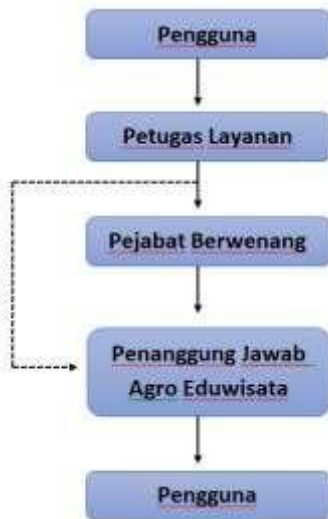 Pengguna
Petugas Layanan
Pejabat Berwenang
Penanggung Jawab
Agro Eduwisata
Pengguna